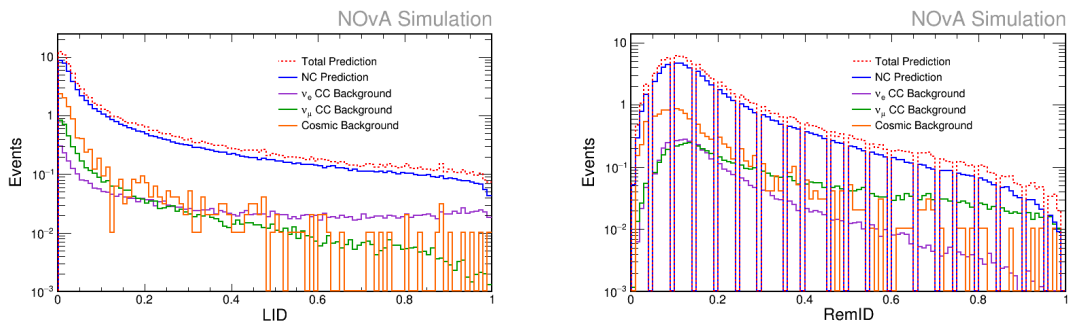 NOvA Simulation
Total Prediction
NC Prediction
νe CC Background
νμ CC Background
Cosmic Background
Events
10
1
10⁻¹
10⁻²
10⁻³
0 0.2 0.4 0.6 0.8 1
LID
NOvA Simulation
Total Prediction
NC Prediction
νe CC Background
νμ CC Background
Cosmic Background
Events
10
1
10⁻¹
10⁻²
10⁻³
0 0.2 0.4 0.6 0.8 1
RemID